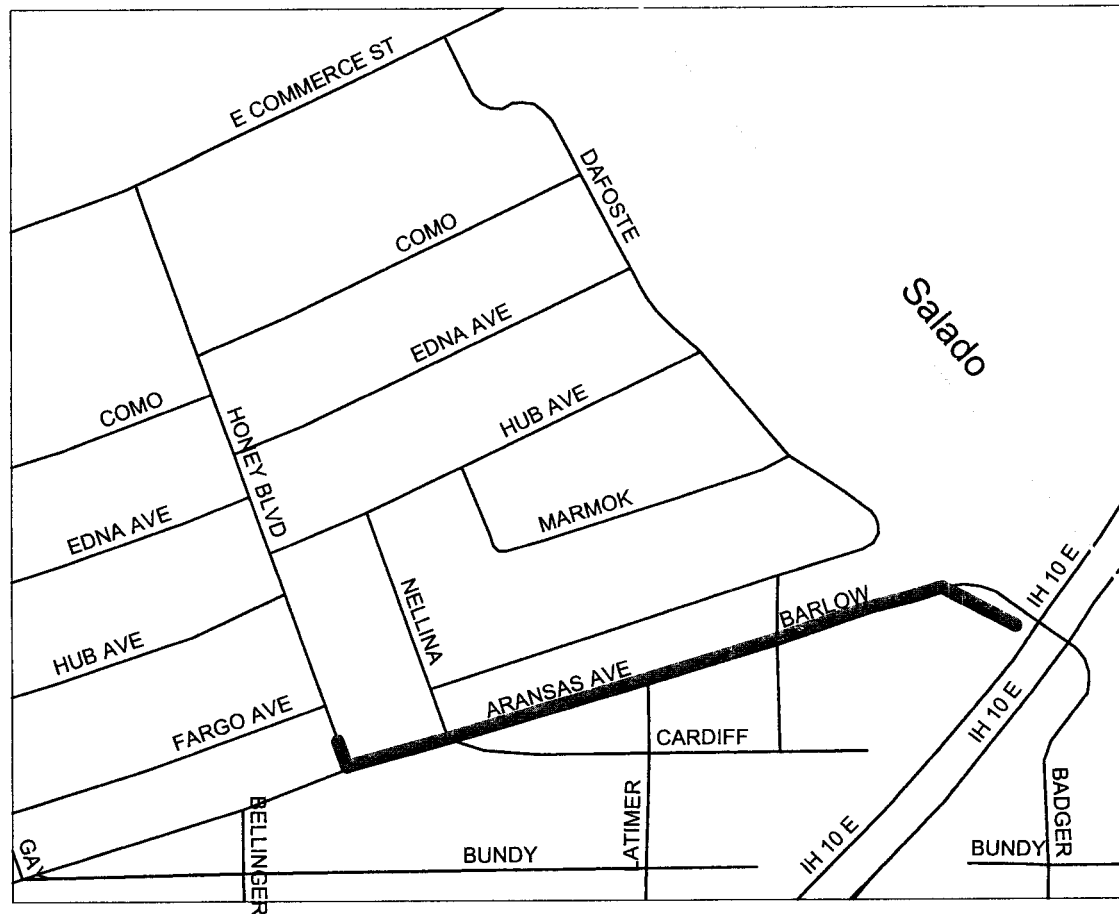 E COMMERCE ST
DAFOSTE
COMO
Salado
EDNA AVE
HUB AVE
COMO
HONEY BLVD
MARMOK
EDNA AVE
NELLINA
IH 10 E
BARLOW
HUB AVE
ARANSAS AVE
FARGO AVE
IH 10 E
CARDIFF
LATIMER
BADGER
BELLINGER
IH 10 E
GAY
BUNDY
BUNDY